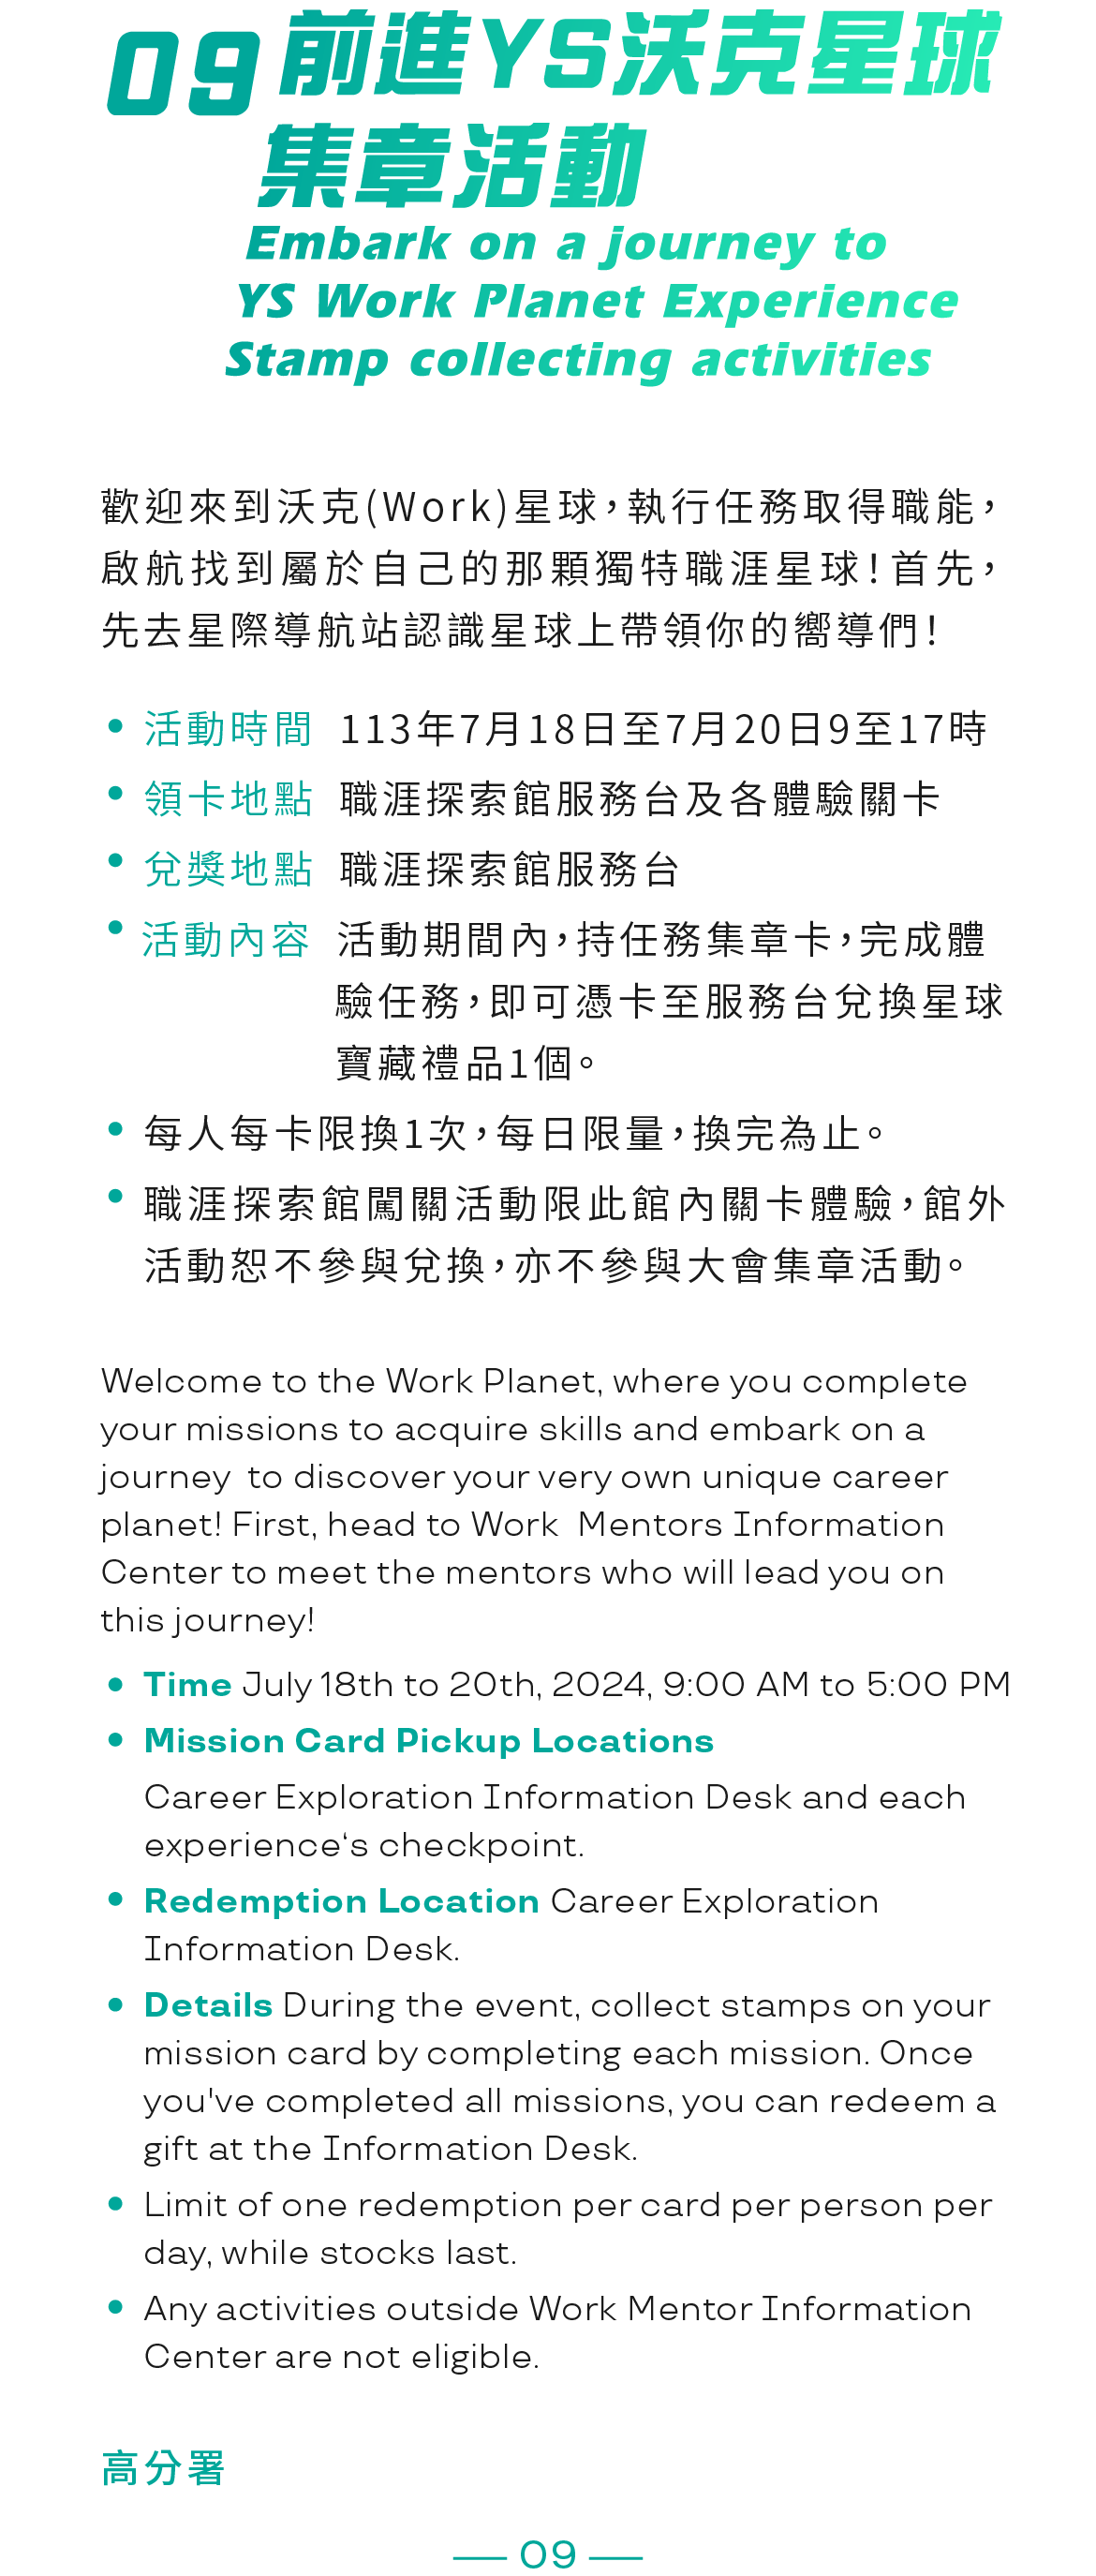 09 前進YS沃克星球
集章活動
Embark on a journey to
YS Work Planet Experience
Stamp collecting activities
歡迎來到沃克(Work)星球，執行任務取得職能，
啟航找到屬於自己的那顆獨特職涯星球！首先，
先去星際導航站認識星球上帶領你的嚮導們！
• 活動時間 113年7月18日至7月20日9至17時
• 領卡地點 職涯探索館服務台及各體驗關卡
• 兌獎地點 職涯探索館服務台
• 活動內容 活動期間內，持任務集章卡，完成體
驗任務，即可憑卡至服務台兌換星球
寶藏禮品1個。
• 每人每卡限換1次，每日限量，換完為止。
• 職涯探索館闖關活動限此館內關卡體驗，館外
活動恕不參與兌換，亦不參與大會集章活動。
Welcome to the Work Planet, where you complete
your missions to acquire skills and embark on a
journey to discover your very own unique career
planet! First, head to Work Mentors Information
Center to meet the mentors who will lead you on
this journey!
• Time July 18th to 20th, 2024, 9:00 AM to 5:00 PM
• Mission Card Pickup Locations
Career Exploration Information Desk and each
experience‘s checkpoint.
• Redemption Location Career Exploration
Information Desk.
• Details During the event, collect stamps on your
mission card by completing each mission. Once
you've completed all missions, you can redeem a
gift at the Information Desk.
• Limit of one redemption per card per person per
day, while stocks last.
• Any activities outside Work Mentor Information
Center are not eligible.
高分署
— 09 —